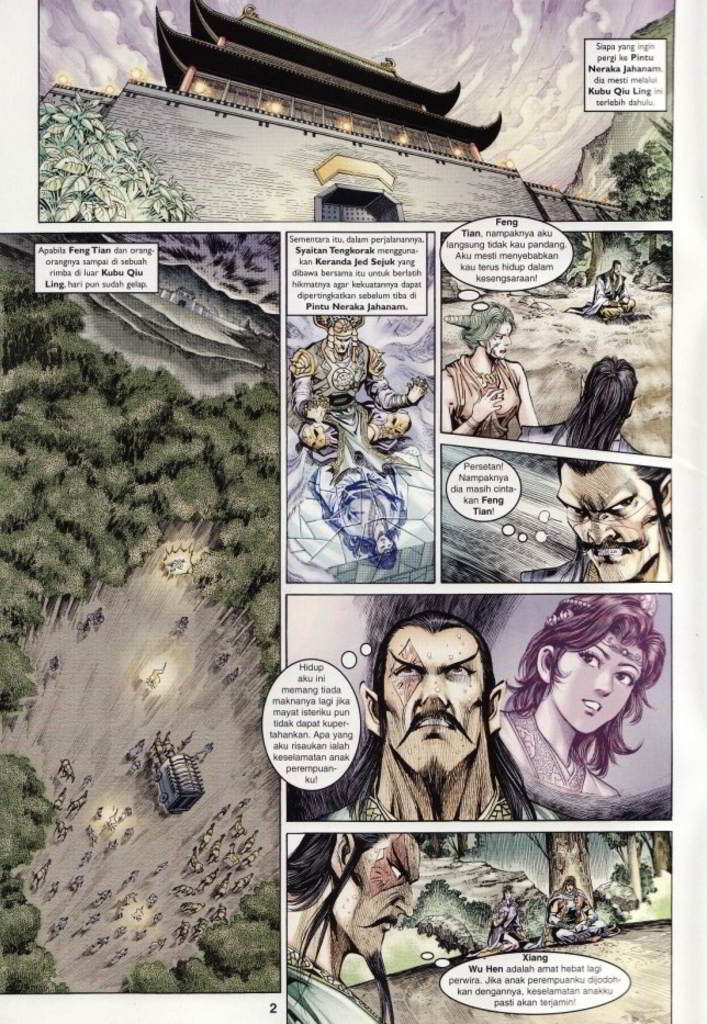 Siapa yang ingin
pergi ke Pintu
Neraka Jahanam,
dia mesti melalui
Kubu Qiu Ling ini
terlebih dahulu.
Apabila Feng Tian dan orang-
orangnya sampai di sebuah
rimba di luar Kubu Qiu
Ling, hari pun sudah gelap.
Sementara itu, dalam perjalanannya,
Syaitan Tengkorak mengguna-
kan Keranda Jed Sejuk yang
dibawa bersama itu untuk berlatih
hikmatnya agar kekuatannya dapat
dipertingkatkan sebelum tiba di
Pintu Neraka Jahanam.
Feng
Tian, nampaknya aku
langsung tidak kau pandang.
Aku mesti menyebabkan
kau terus hidup dalam
kesengsaraan!
Persetan!
Nampaknya
dia masih cinta-
kan Feng
Tian!
Hidup
aku ini
memang tiada
maknanya lagi jika
mayat isteriku pun
tidak dapat kuper-
tahankan. Apa yang
aku risaukan ialah
keselamatan anak
perempuan-
ku!
Xiang
Wu Hen adalah amat hebat lagi
perwira. Jika anak perempuanku dijodoh-
kan dengannya, keselamatan anakku
pasti akan terjamin!
2